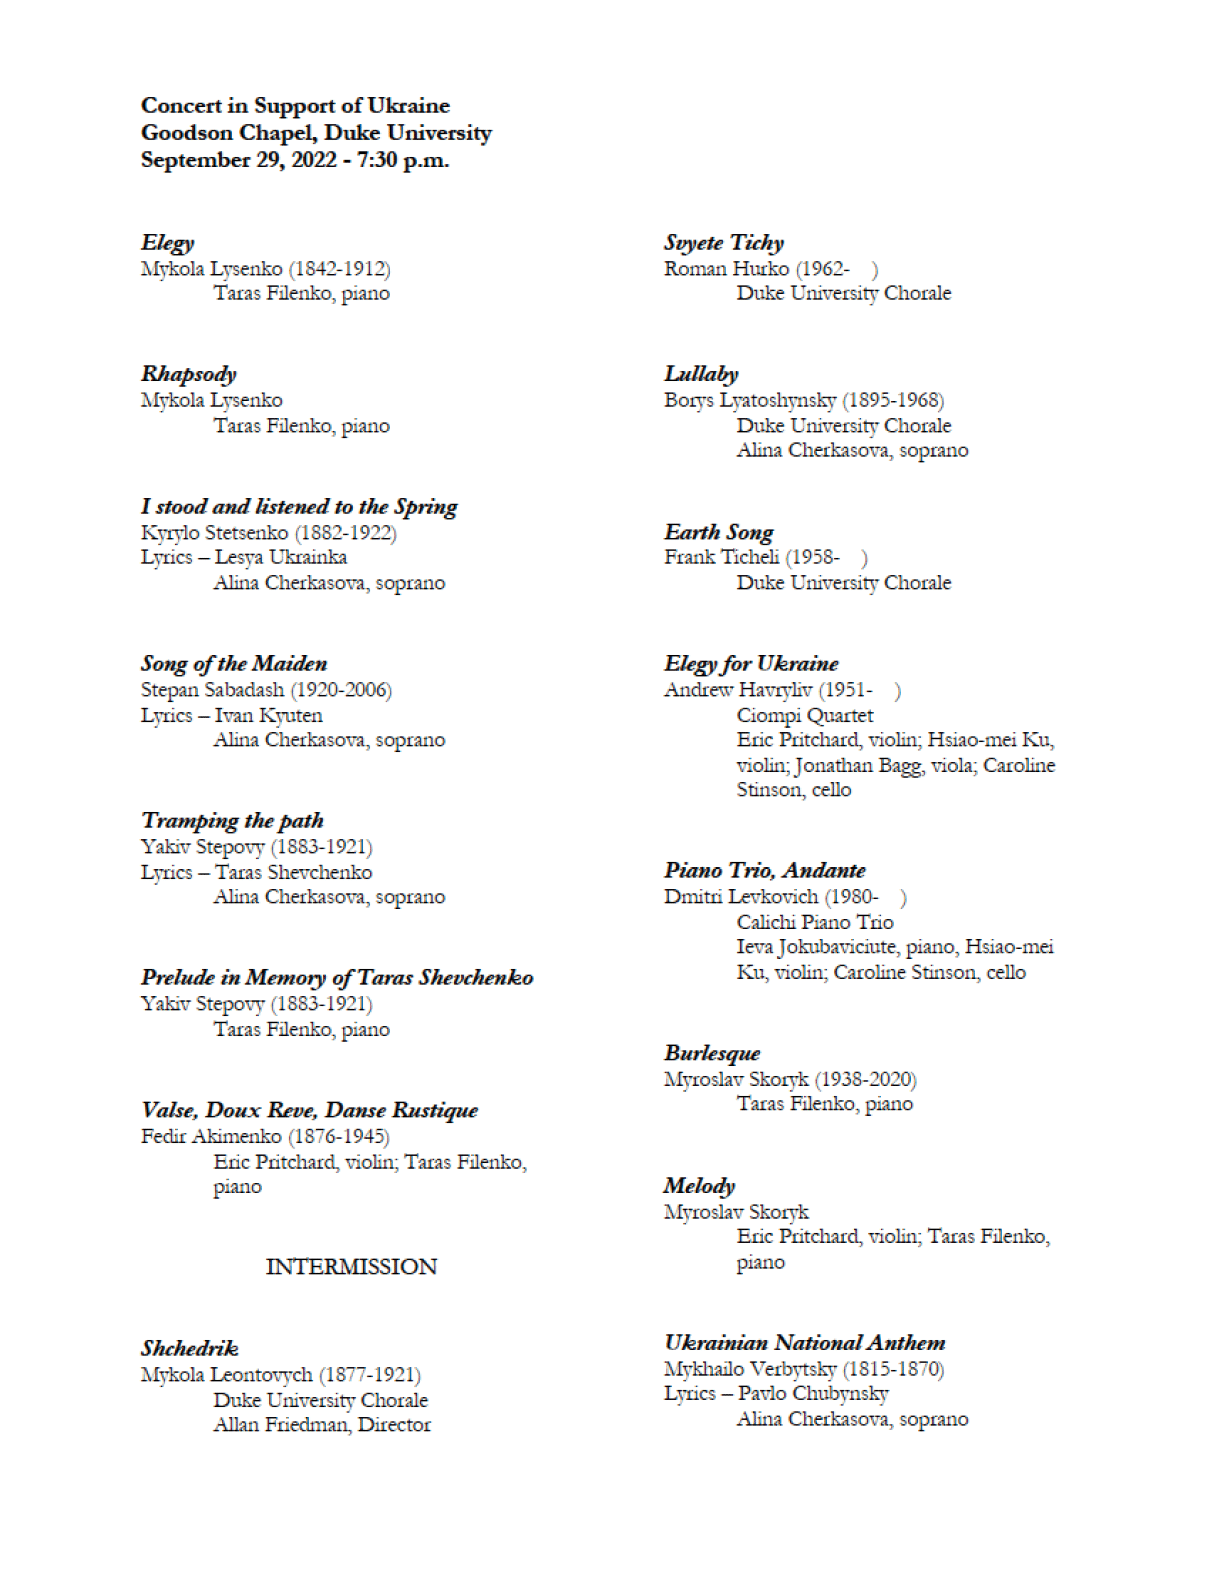 Concert in Support of Ukraine
Goodson Chapel, Duke University
September 29, 2022 - 7:30 p.m.
Elegy
Mykola Lysenko (1842-1912)
Taras Filenko, piano
Rhapsody
Mykola Lysenko
Taras Filenko, piano
I stood and listened to the Spring
Kyrylo Stetsenko (1882-1922)
Lyrics – Lesya Ukrainka
Alina Cherkasova, soprano
Song of the Maiden
Stepan Sabadash (1920-2006)
Lyrics – Ivan Kyuten
Alina Cherkasova, soprano
Tramping the path
Yakiv Stepovy (1883-1921)
Lyrics – Taras Shevchenko
Alina Cherkasova, soprano
Prelude in Memory of Taras Shevchenko
Yakiv Stepovy (1883-1921)
Taras Filenko, piano
Valse, Doux Reve, Danse Rustique
Fedir Akimenko (1876-1945)
Eric Pritchard, violin; Taras Filenko,
piano
INTERMISSION
Shchedrik
Mykola Leontovych (1877-1921)
Duke University Chorale
Allan Friedman, Director
Svyete Tichy
Roman Hurko (1962-    )
Duke University Chorale
Lullaby
Borys Lyatoshynsky (1895-1968)
Duke University Chorale
Alina Cherkasova, soprano
Earth Song
Frank Ticheli (1958-    )
Duke University Chorale
Elegy for Ukraine
Andrew Havryliv (1951-    )
Ciompi Quartet
Eric Pritchard, violin; Hsiao-mei Ku,
violin; Jonathan Bagg, viola; Caroline
Stinson, cello
Piano Trio, Andante
Dmitri Levkovich (1980-    )
Calichi Piano Trio
Ieva Jokubaviciute, piano, Hsiao-mei
Ku, violin; Caroline Stinson, cello
Burlesque
Myroslav Skoryk (1938-2020)
Taras Filenko, piano
Melody
Myroslav Skoryk
Eric Pritchard, violin; Taras Filenko,
piano
Ukrainian National Anthem
Mykhailo Verbytsky (1815-1870)
Lyrics – Pavlo Chubynsky
Alina Cherkasova, soprano